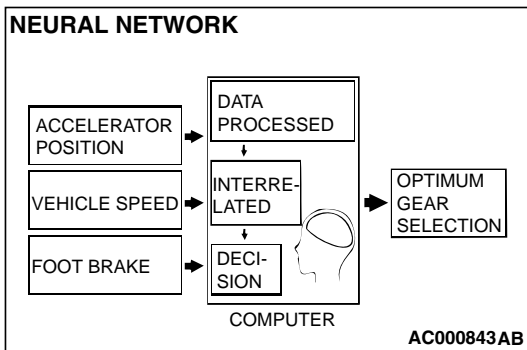 NEURAL NETWORK
ACCELERATOR
POSITION
VEHICLE SPEED
FOOT BRAKE
DATA
PROCESSED
INTERRE-
LATED
DECI-
SION
COMPUTER
OPTIMUM
GEAR
SELECTION
AC000843AB